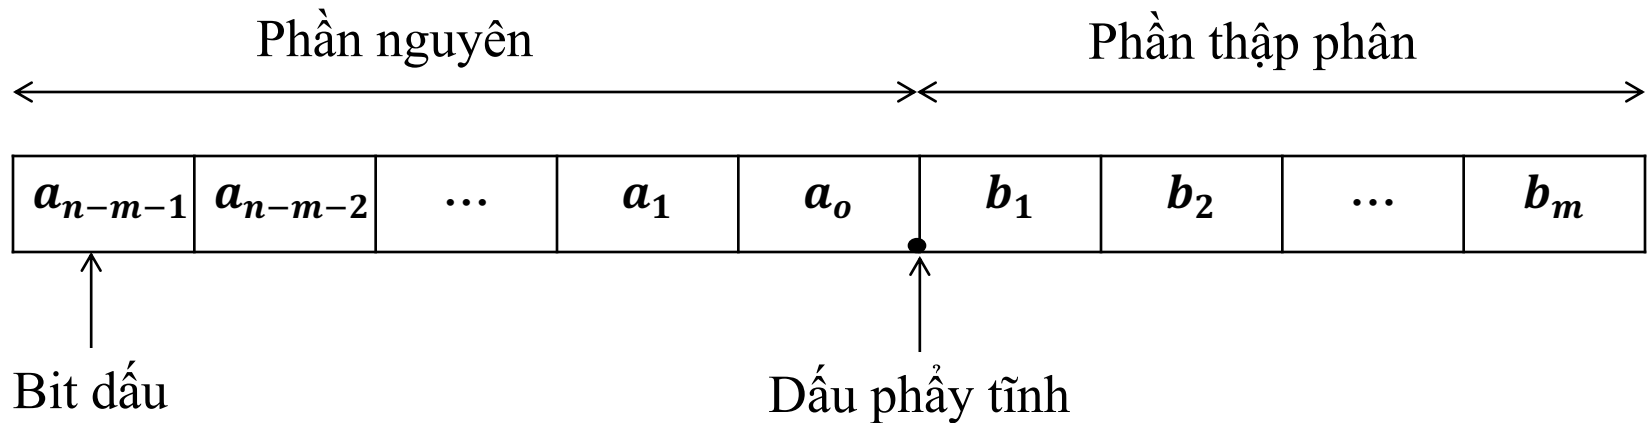 Phần nguyên Phần thập phân
a_{n-m-1} a_{n-m-2} ... a_1 a_o b_1 b_2 ... b_m
Bit dấu Dấu phẩy tĩnh